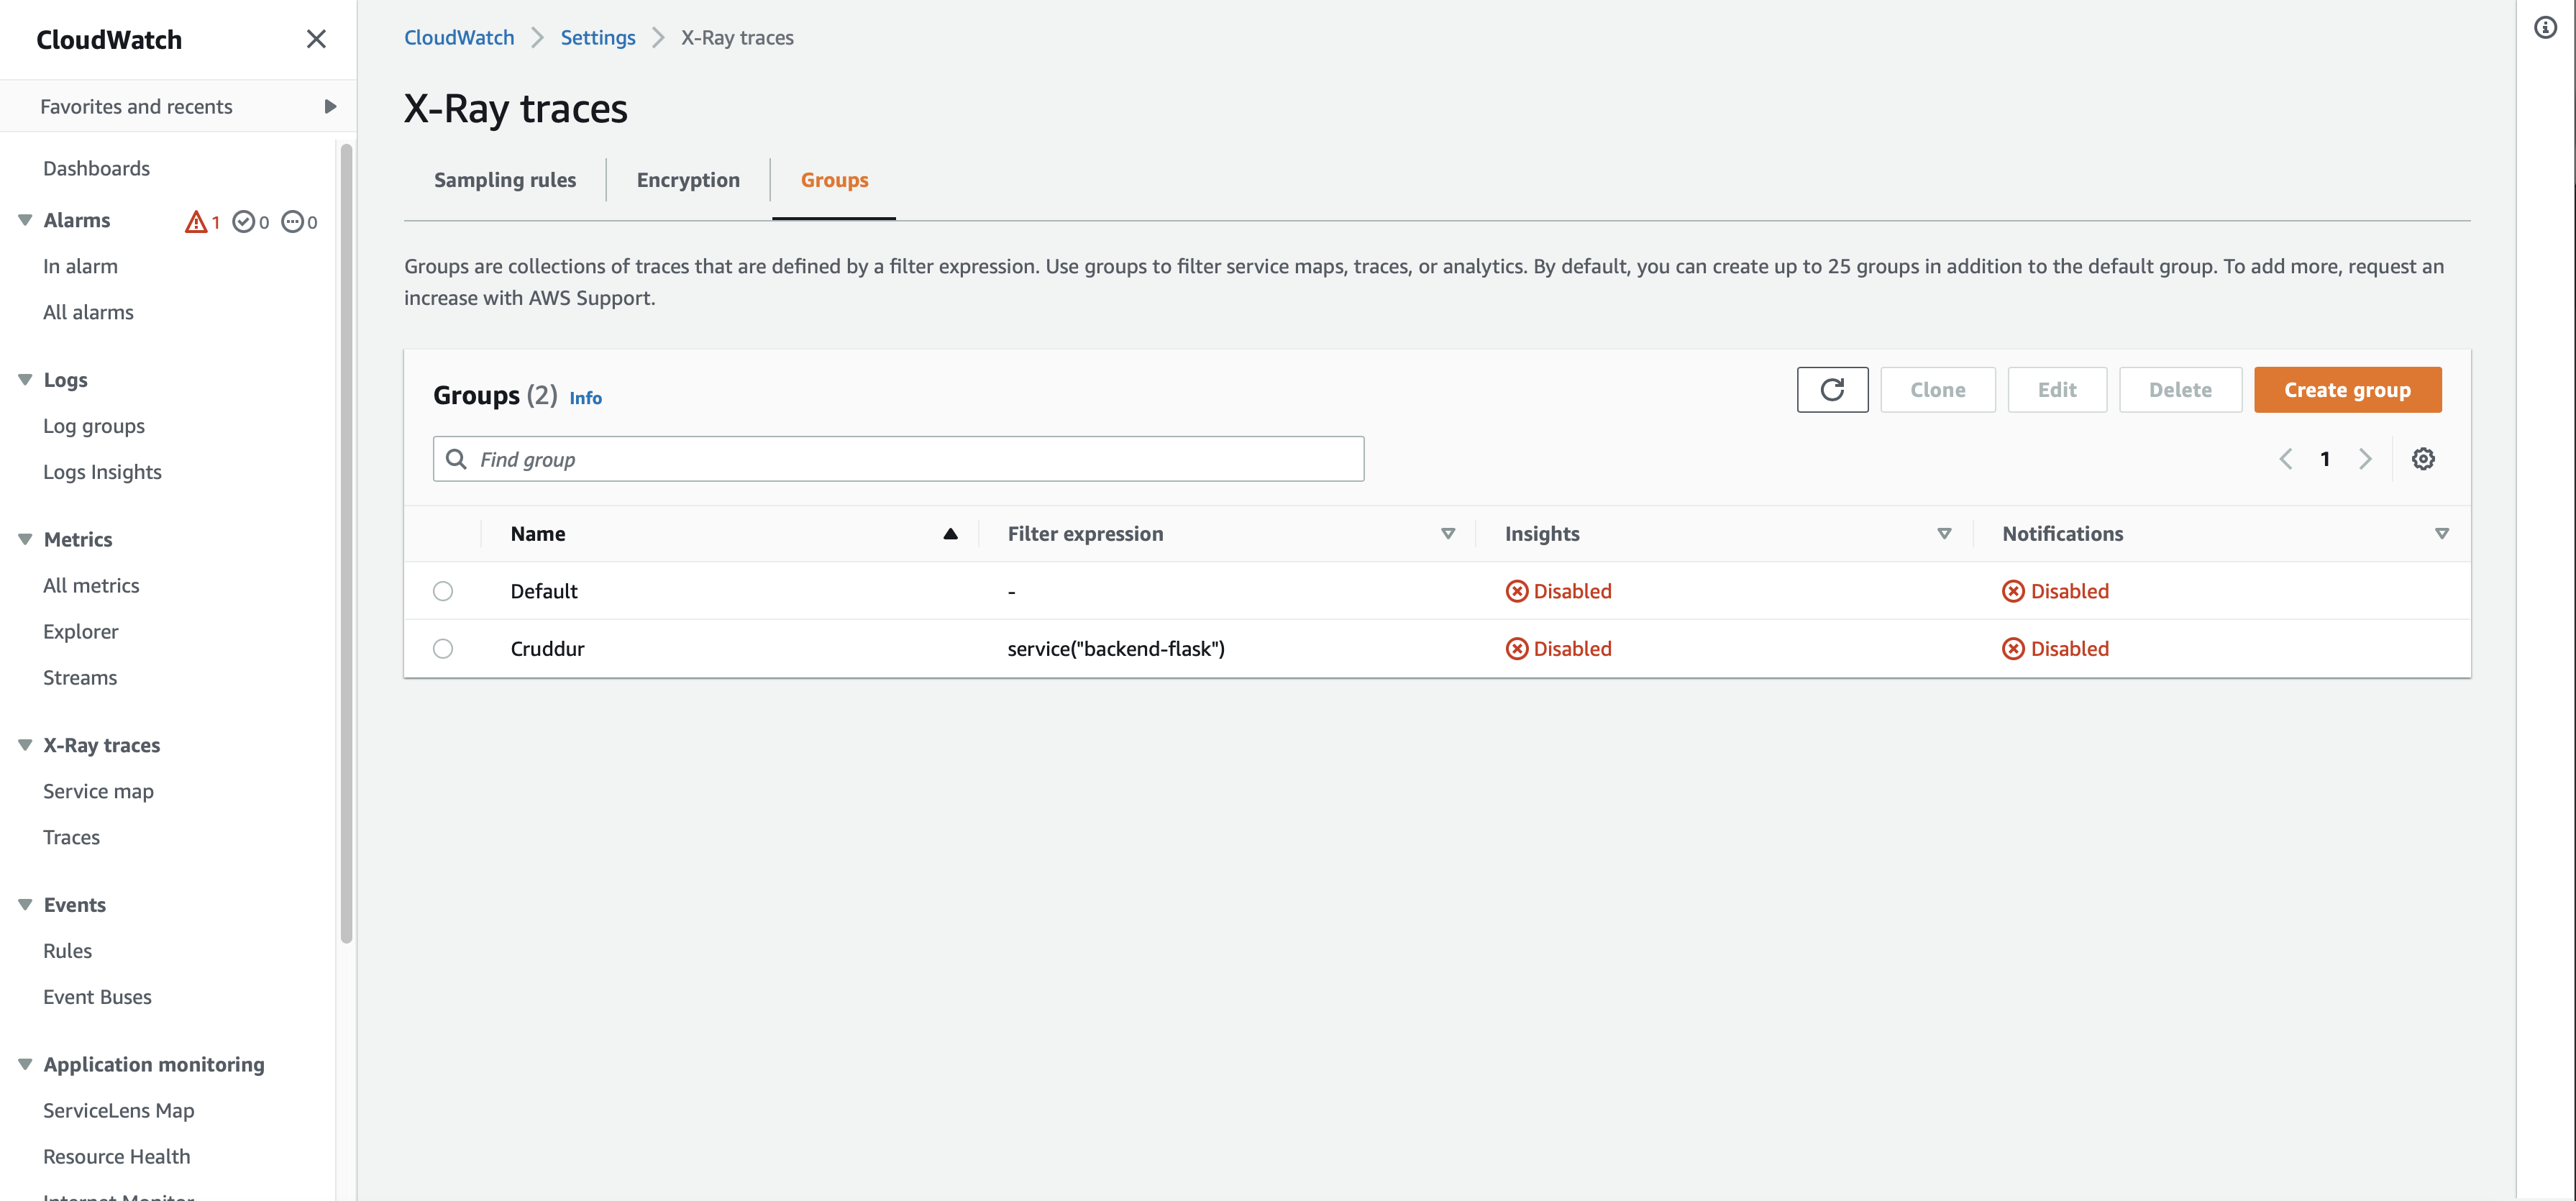 CloudWatch
Favorites and recents
Dashboards
Alarms 1 0 0
In alarm
All alarms
Logs
Log groups
Logs Insights
Metrics
All metrics
Explorer
Streams
X-Ray traces
Service map
Traces
Events
Rules
Event Buses
Application monitoring
ServiceLens Map
Resource Health
Internet Monitor
CloudWatch Settings X-Ray traces
X-Ray traces
Sampling rules Encryption Groups
Groups are collections of traces that are defined by a filter expression. Use groups to filter service maps, traces, or analytics. By default, you can create up to 25 groups in addition to the default group. To add more, request an
increase with AWS Support.
Groups (2) Info Clone Edit Delete Create group
Find group 1
Name Filter expression Insights Notifications
Default - Disabled Disabled
Cruddur service("backend-flask") Disabled Disabled